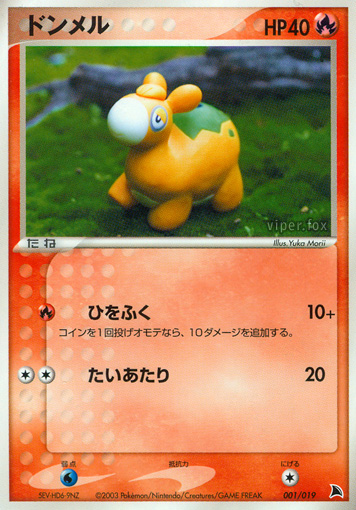 ドンメル
HP40
viper.fox
たね
Illus. Yuka Morii
ひをふく 10+
コインを1回投げオモテなら、10ダメージを追加する。
たいあたり 20
弱点 抵抗力 にげる
SEV-HD6-9NZ ©2003 Pokémon/Nintendo/Creatures/GAME FREAK 001/019